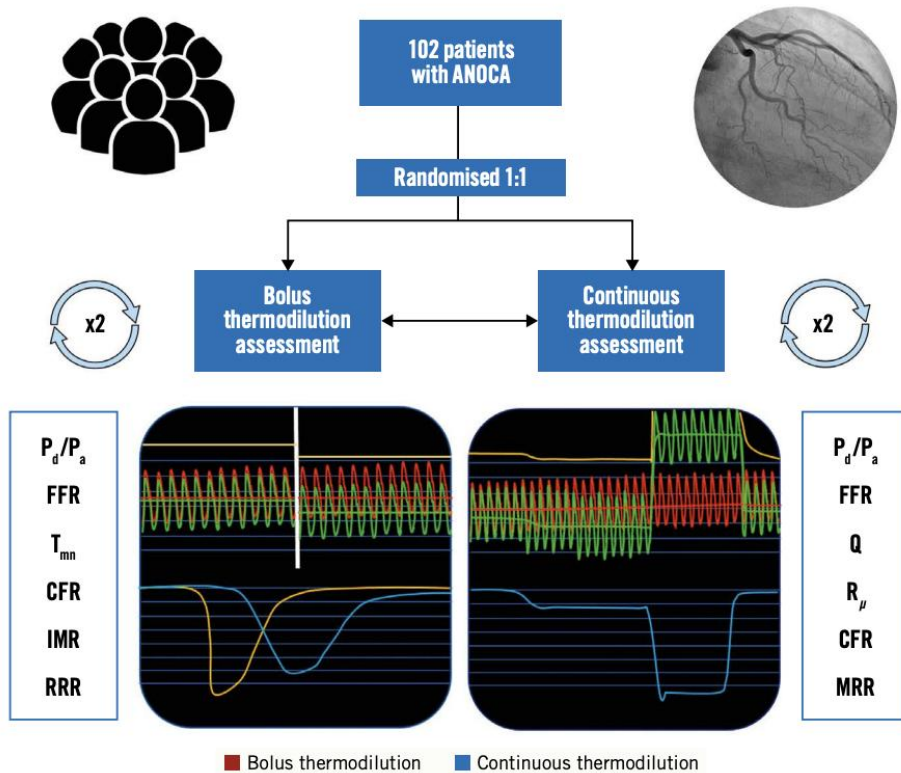 102 patients
with ANOCA
Randomised 1:1
x2
Bolus
thermodilution
assessment
Continuous
thermodilution
assessment
x2
Pd/Pa
FFR
Tmn
CFR
IMR
RRR
Pd/Pa
FFR
Q
Rμ
CFR
MRR
Bolus thermodilution
Continuous thermodilution